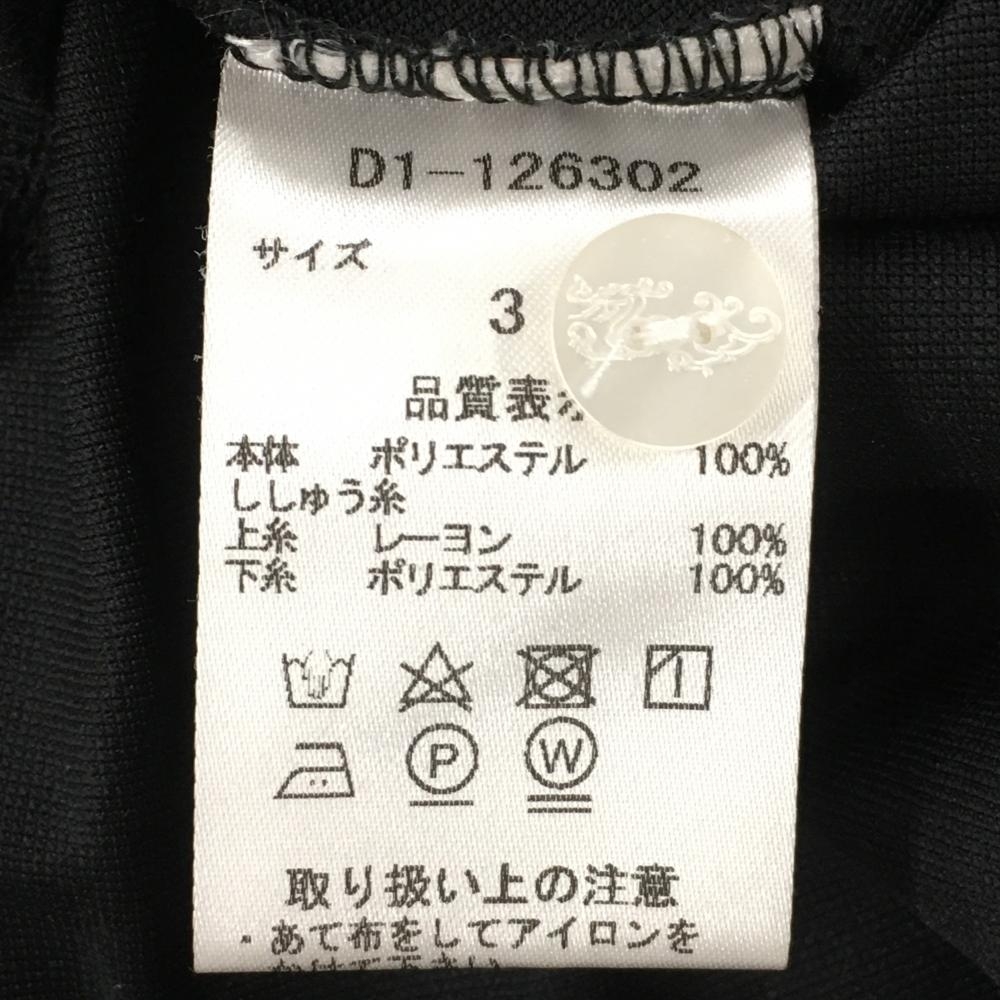 D1-126302
サイズ
3
品質表
本体 ポリエステル 100%
ししゅう糸
上糸 レーヨン 100%
下糸 ポリエステル 100%
P W
取り扱い上の注意
・あて布をしてアイロンを